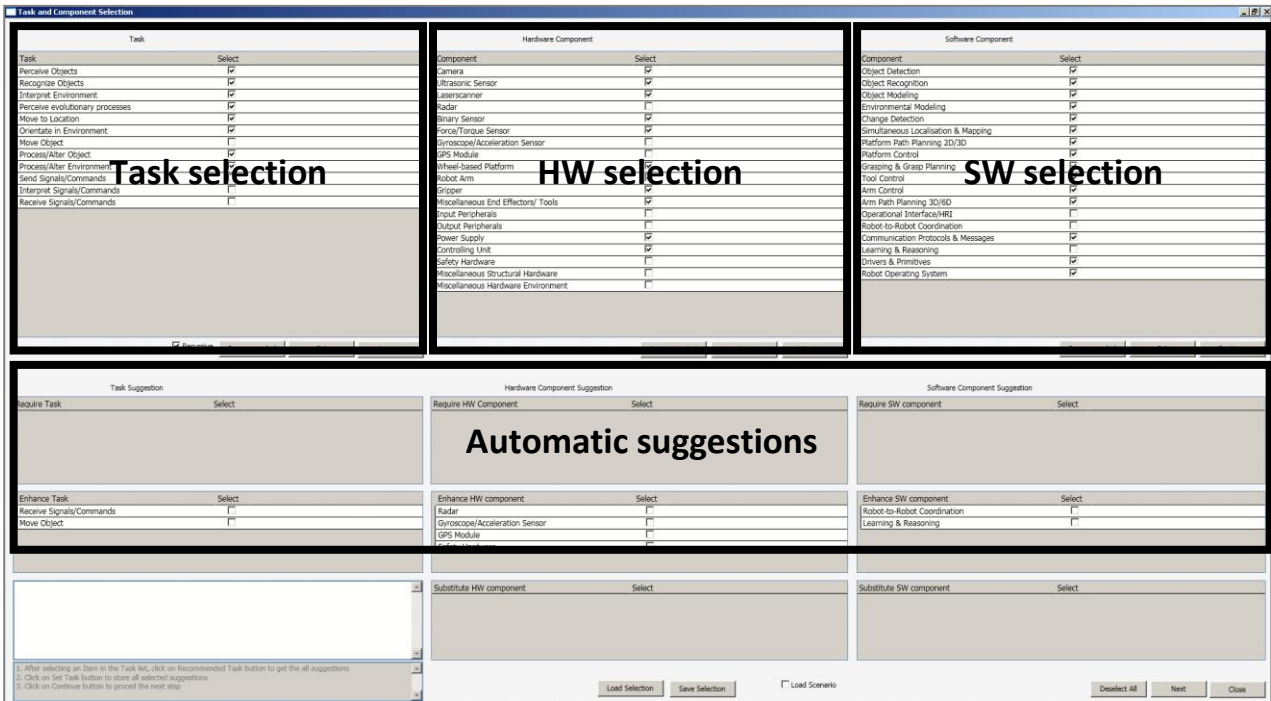 Task and Component Selection
Task
Task Select
Perceive Objects
Recognize Objects
Interpret Environment
Perceive evolutionary processes
Move to Location
Orientate in Environment
Move Object
Process/Alter Object
Process/Alter Environment
Send Signals/Commands
Interpret Signals/Commands
Receive Signals/Commands
Task selection
Recursive
Hardware Component
Component Select
Camera
Ultrasonic Sensor
Laserscanner
Radar
Binary Sensor
Force/Torque Sensor
Gyroscope/Acceleration Sensor
GPS Module
Wheel-based Platform
Robot Arm
Gripper
Miscellaneous End Effectors/ Tools
Input Peripherals
Output Peripherals
Power Supply
Controlling Unit
Safety Hardware
Miscellaneous Structural Hardware
Miscellaneous Hardware Environment
HW selection
Software Component
Component Select
Object Detection
Object Recognition
Object Modeling
Environmental Modeling
Change Detection
Simultaneous Localisation & Mapping
Platform Path Planning 2D/3D
Platform Control
Grasping & Grasp Planning
Tool Control
Arm Control
Arm Path Planning 3D/6D
Operational Interface/HRI
Robot-to-Robot Coordination
Communication Protocols & Messages
Learning & Reasoning
Drivers & Primitives
Robot Operating System
SW selection
Task Suggestion
Require Task Select
Hardware Component Suggestion
Require HW Component Select
Software Component Suggestion
Require SW component Select
Automatic suggestions
Enhance Task Select
Receive Signals/Commands
Move Object
Enhance HW component Select
Radar
Gyroscope/Acceleration Sensor
GPS Module
Safety Hardware
Enhance SW component Select
Robot-to-Robot Coordination
Learning & Reasoning
Substitute HW component Select
Substitute SW component Select
1. After selecting an Item in the Task list, click on Recommended Task button to get the all suggestions
2. Click on Set Task button to store all selected suggestions
3. Click on Continue button to proced the next step
Load Selection Save Selection Load Scenario Deselect All Next Close